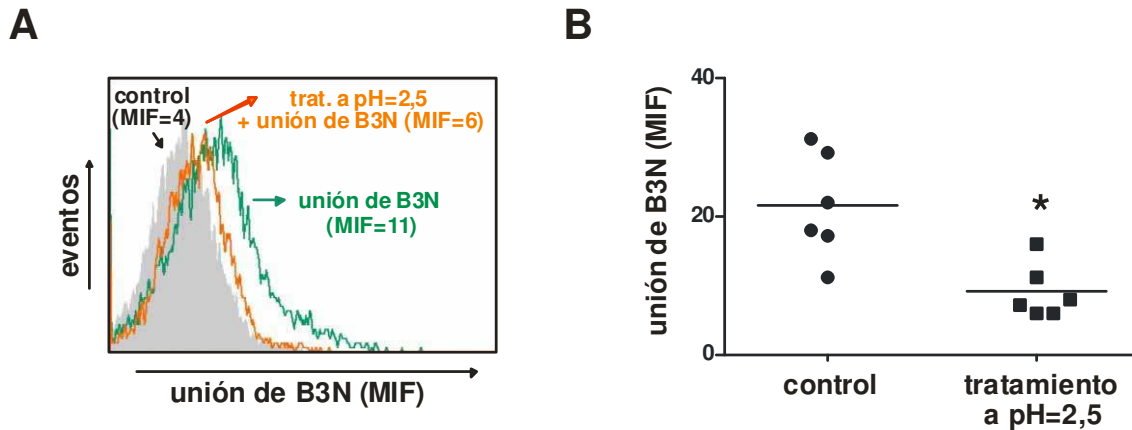 A
control
(MIF=4)
trat. a pH=2,5
+ unión de B3N (MIF=6)
unión de B3N
(MIF=11)
eventos
unión de B3N (MIF)
B
unión de B3N (MIF)
40
20
0
*
control
tratamiento
a pH=2,5